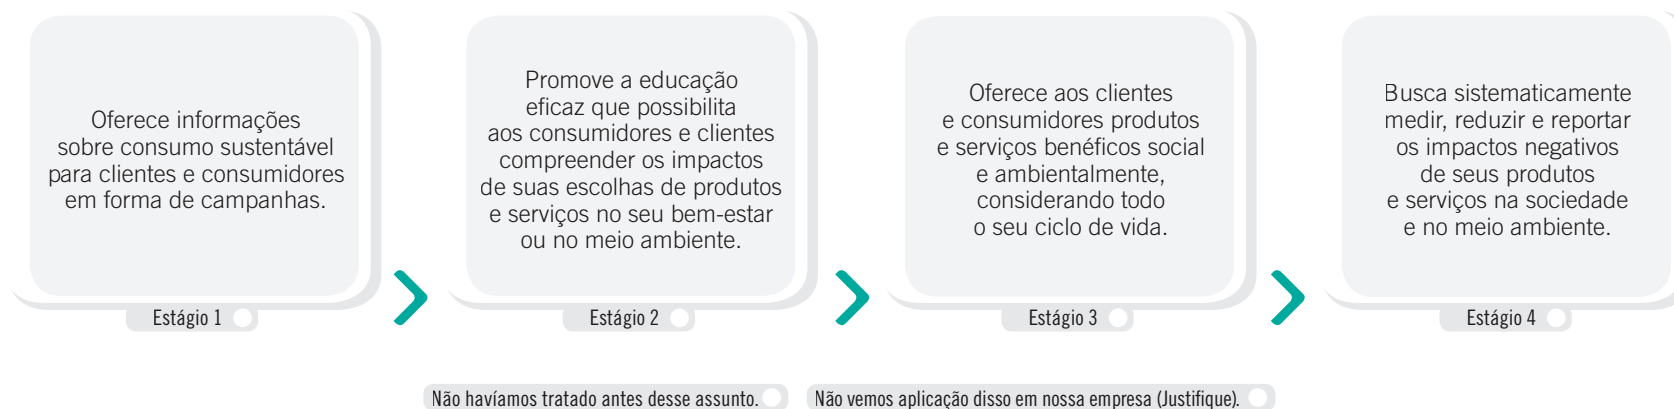 Oferece informações
sobre consumo sustentável
para clientes e consumidores
em forma de campanhas.
Estágio 1
Promove a educação
eficaz que possibilita
aos consumidores e clientes
compreender os impactos
de suas escolhas de produtos
e serviços no seu bem-estar
ou no meio ambiente.
Estágio 2
Oferece aos clientes
e consumidores produtos
e serviços benéficos social
e ambientalmente,
considerando todo
o seu ciclo de vida.
Estágio 3
Busca sistematicamente
medir, reduzir e reportar
os impactos negativos
de seus produtos
e serviços na sociedade
e no meio ambiente.
Estágio 4
Não havíamos tratado antes desse assunto.
Não vemos aplicação disso em nossa empresa (Justifique).